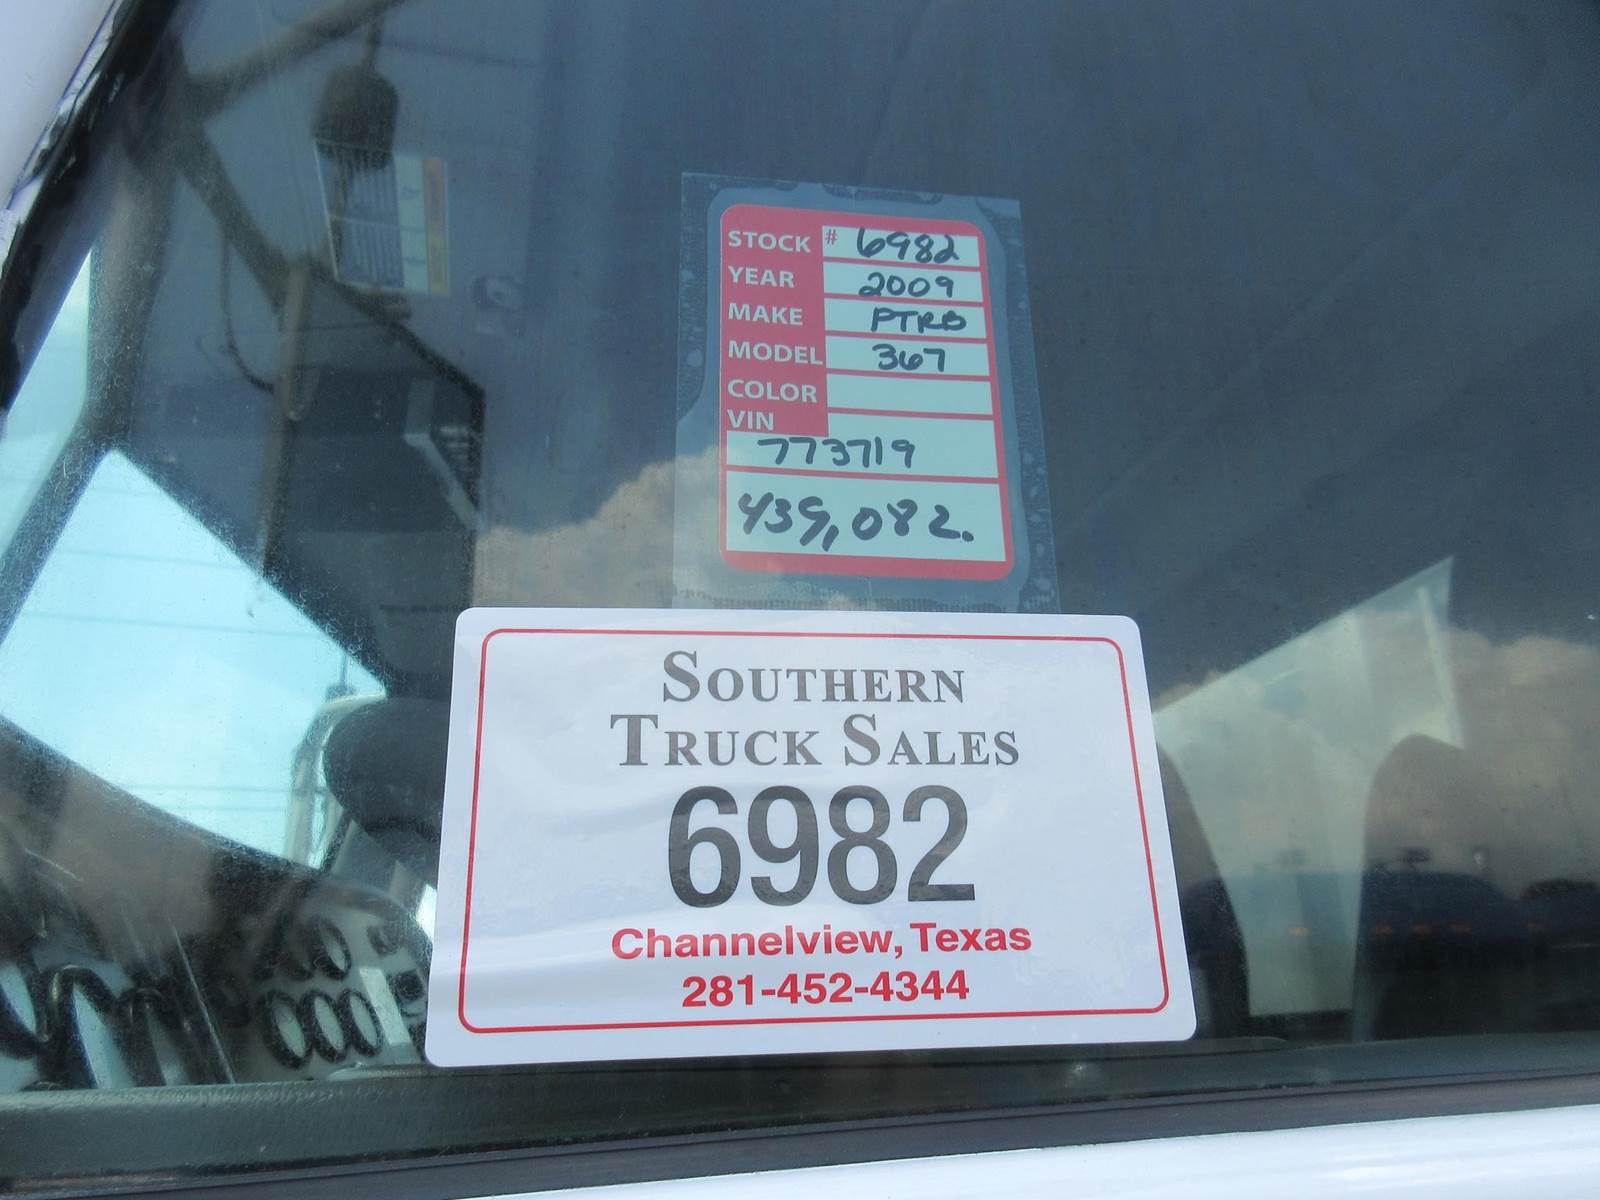 STOCK # 6982
YEAR 2009
MAKE PTRB
MODEL 367
COLOR
VIN
773719
439,082.
SOUTHERN
TRUCK SALES
6982
Channelview, Texas
281-452-4344